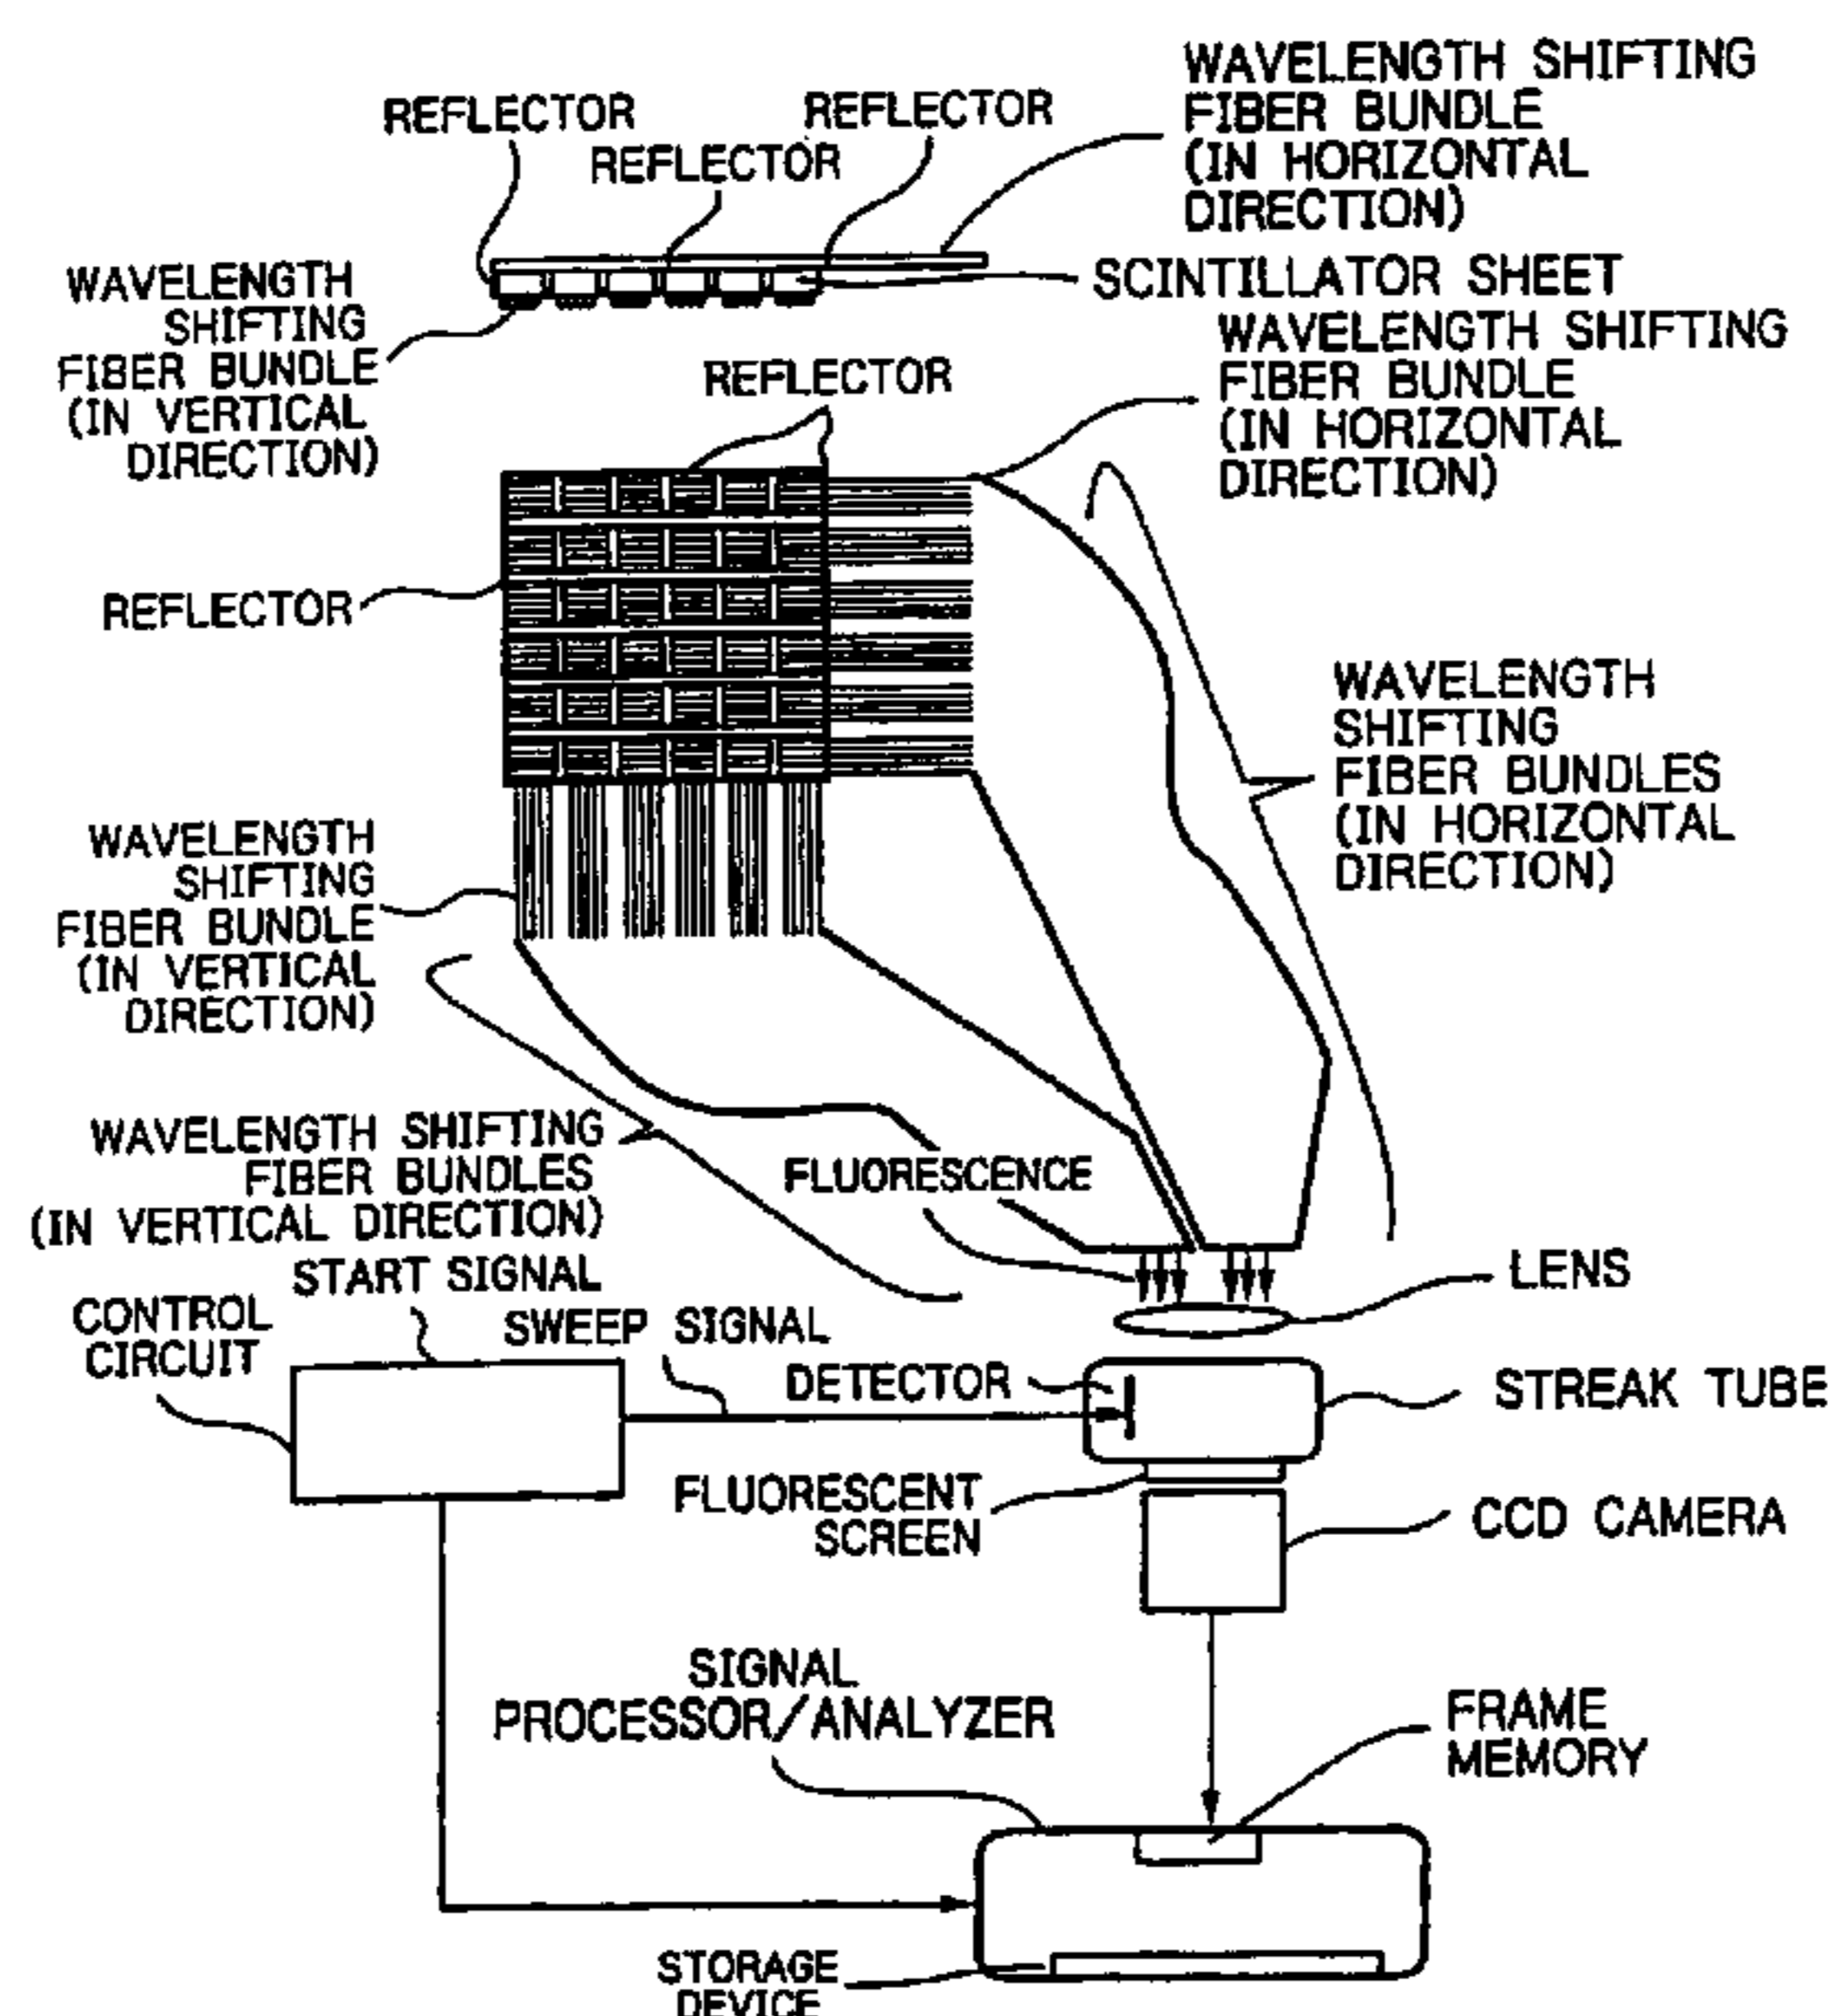 REFLECTOR
REFLECTOR
REFLECTOR
WAVELENGTH SHIFTING
FIBER BUNDLE
(IN HORIZONTAL
DIRECTION)
WAVELENGTH
SHIFTING
FIBER BUNDLE
(IN VERTICAL
DIRECTION)
SCINTILLATOR SHEET
WAVELENGTH SHIFTING
FIBER BUNDLE
(IN HORIZONTAL
DIRECTION)
REFLECTOR
REFLECTOR
WAVELENGTH
SHIFTING
FIBER BUNDLES
(IN HORIZONTAL
DIRECTION)
WAVELENGTH
SHIFTING
FIBER BUNDLE
(IN VERTICAL
DIRECTION)
WAVELENGTH SHIFTING
FIBER BUNDLES
(IN VERTICAL DIRECTION)
FLUORESCENCE
START SIGNAL
LENS
CONTROL
CIRCUIT
SWEEP SIGNAL
DETECTOR
STREAK TUBE
FLUORESCENT
SCREEN
CCD CAMERA
SIGNAL
PROCESSOR/ANALYZER
FRAME
MEMORY
STORAGE
DEVICE